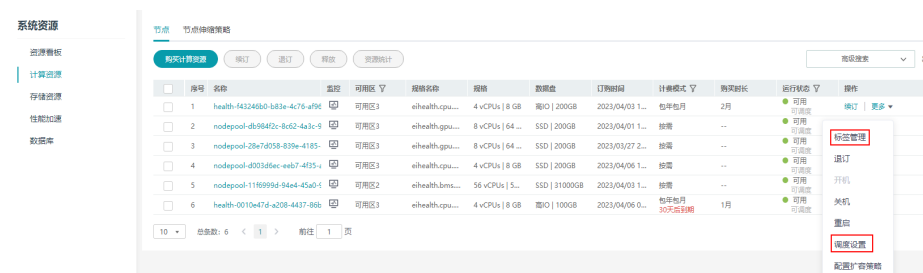 系统资源
资源看板
计算资源
存储资源
性能加速
数据库
节点 节点伸缩策略
购买计算资源 续订 退订 释放 资源统计 高级搜索
序号 名称 监控 可用区 规格名称 规格 数据盘 订购时间 计费模式 购买时长 运行状态 操作
1 health-f43246b0-b83e-4c76-af96 可用区3 eihealth.cpu.... 4 vCPUs | 8 GB 高IO | 200GB 2023/04/03 1... 包年包月 2月 可用 可调度 续订 更多
2 nodepool-db984f2c-8c62-4a3c-9 可用区3 eihealth.gpu.... 8 vCPUs | 64 ... SSD | 200GB 2023/04/01 1... 按需 -- 可用 可调度
3 nodepool-28e7d058-839e-4185- 可用区3 eihealth.gpu.... 8 vCPUs | 64 ... SSD | 200GB 2023/03/27 2... 按需 -- 可用 可调度
4 nodepool-d003d6ec-eeb7-4f35-a 可用区3 eihealth.cpu.... 4 vCPUs | 8 GB SSD | 200GB 2023/04/06 1... 按需 -- 可用 可调度
5 nodepool-11f6999d-94e4-45a0-9 可用区2 eihealth.bms... 56 vCPUs | 5... SSD | 31000GB 2023/04/03 1... 按需 -- 可用 可调度
6 health-0010e47d-a208-4437-86b 可用区3 eihealth.cpu.... 4 vCPUs | 8 GB 高IO | 100GB 2023/04/06 0... 包年包月 30天后到期 1月 可用 可调度
标签管理
退订
开机
关机
重启
调度设置
配置扩容策略
10 总条数: 6 < 1 > 前往 1 页